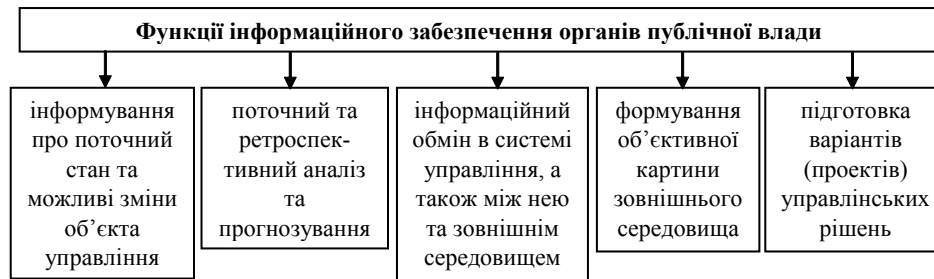 Функції інформаційного забезпечення органів публічної влади
інформування
про поточний
стан та
можливі зміни
об’єкта
управління
поточний та
ретроспек-
тивний аналіз
та
прогнозування
інформаційний
обмін в системі
управління, а
також між нею
та зовнішнім
середовищем
формування
об’єктивної
картини
зовнішнього
середовища
підготовка
варіантів
(проектів)
управлінських
рішень